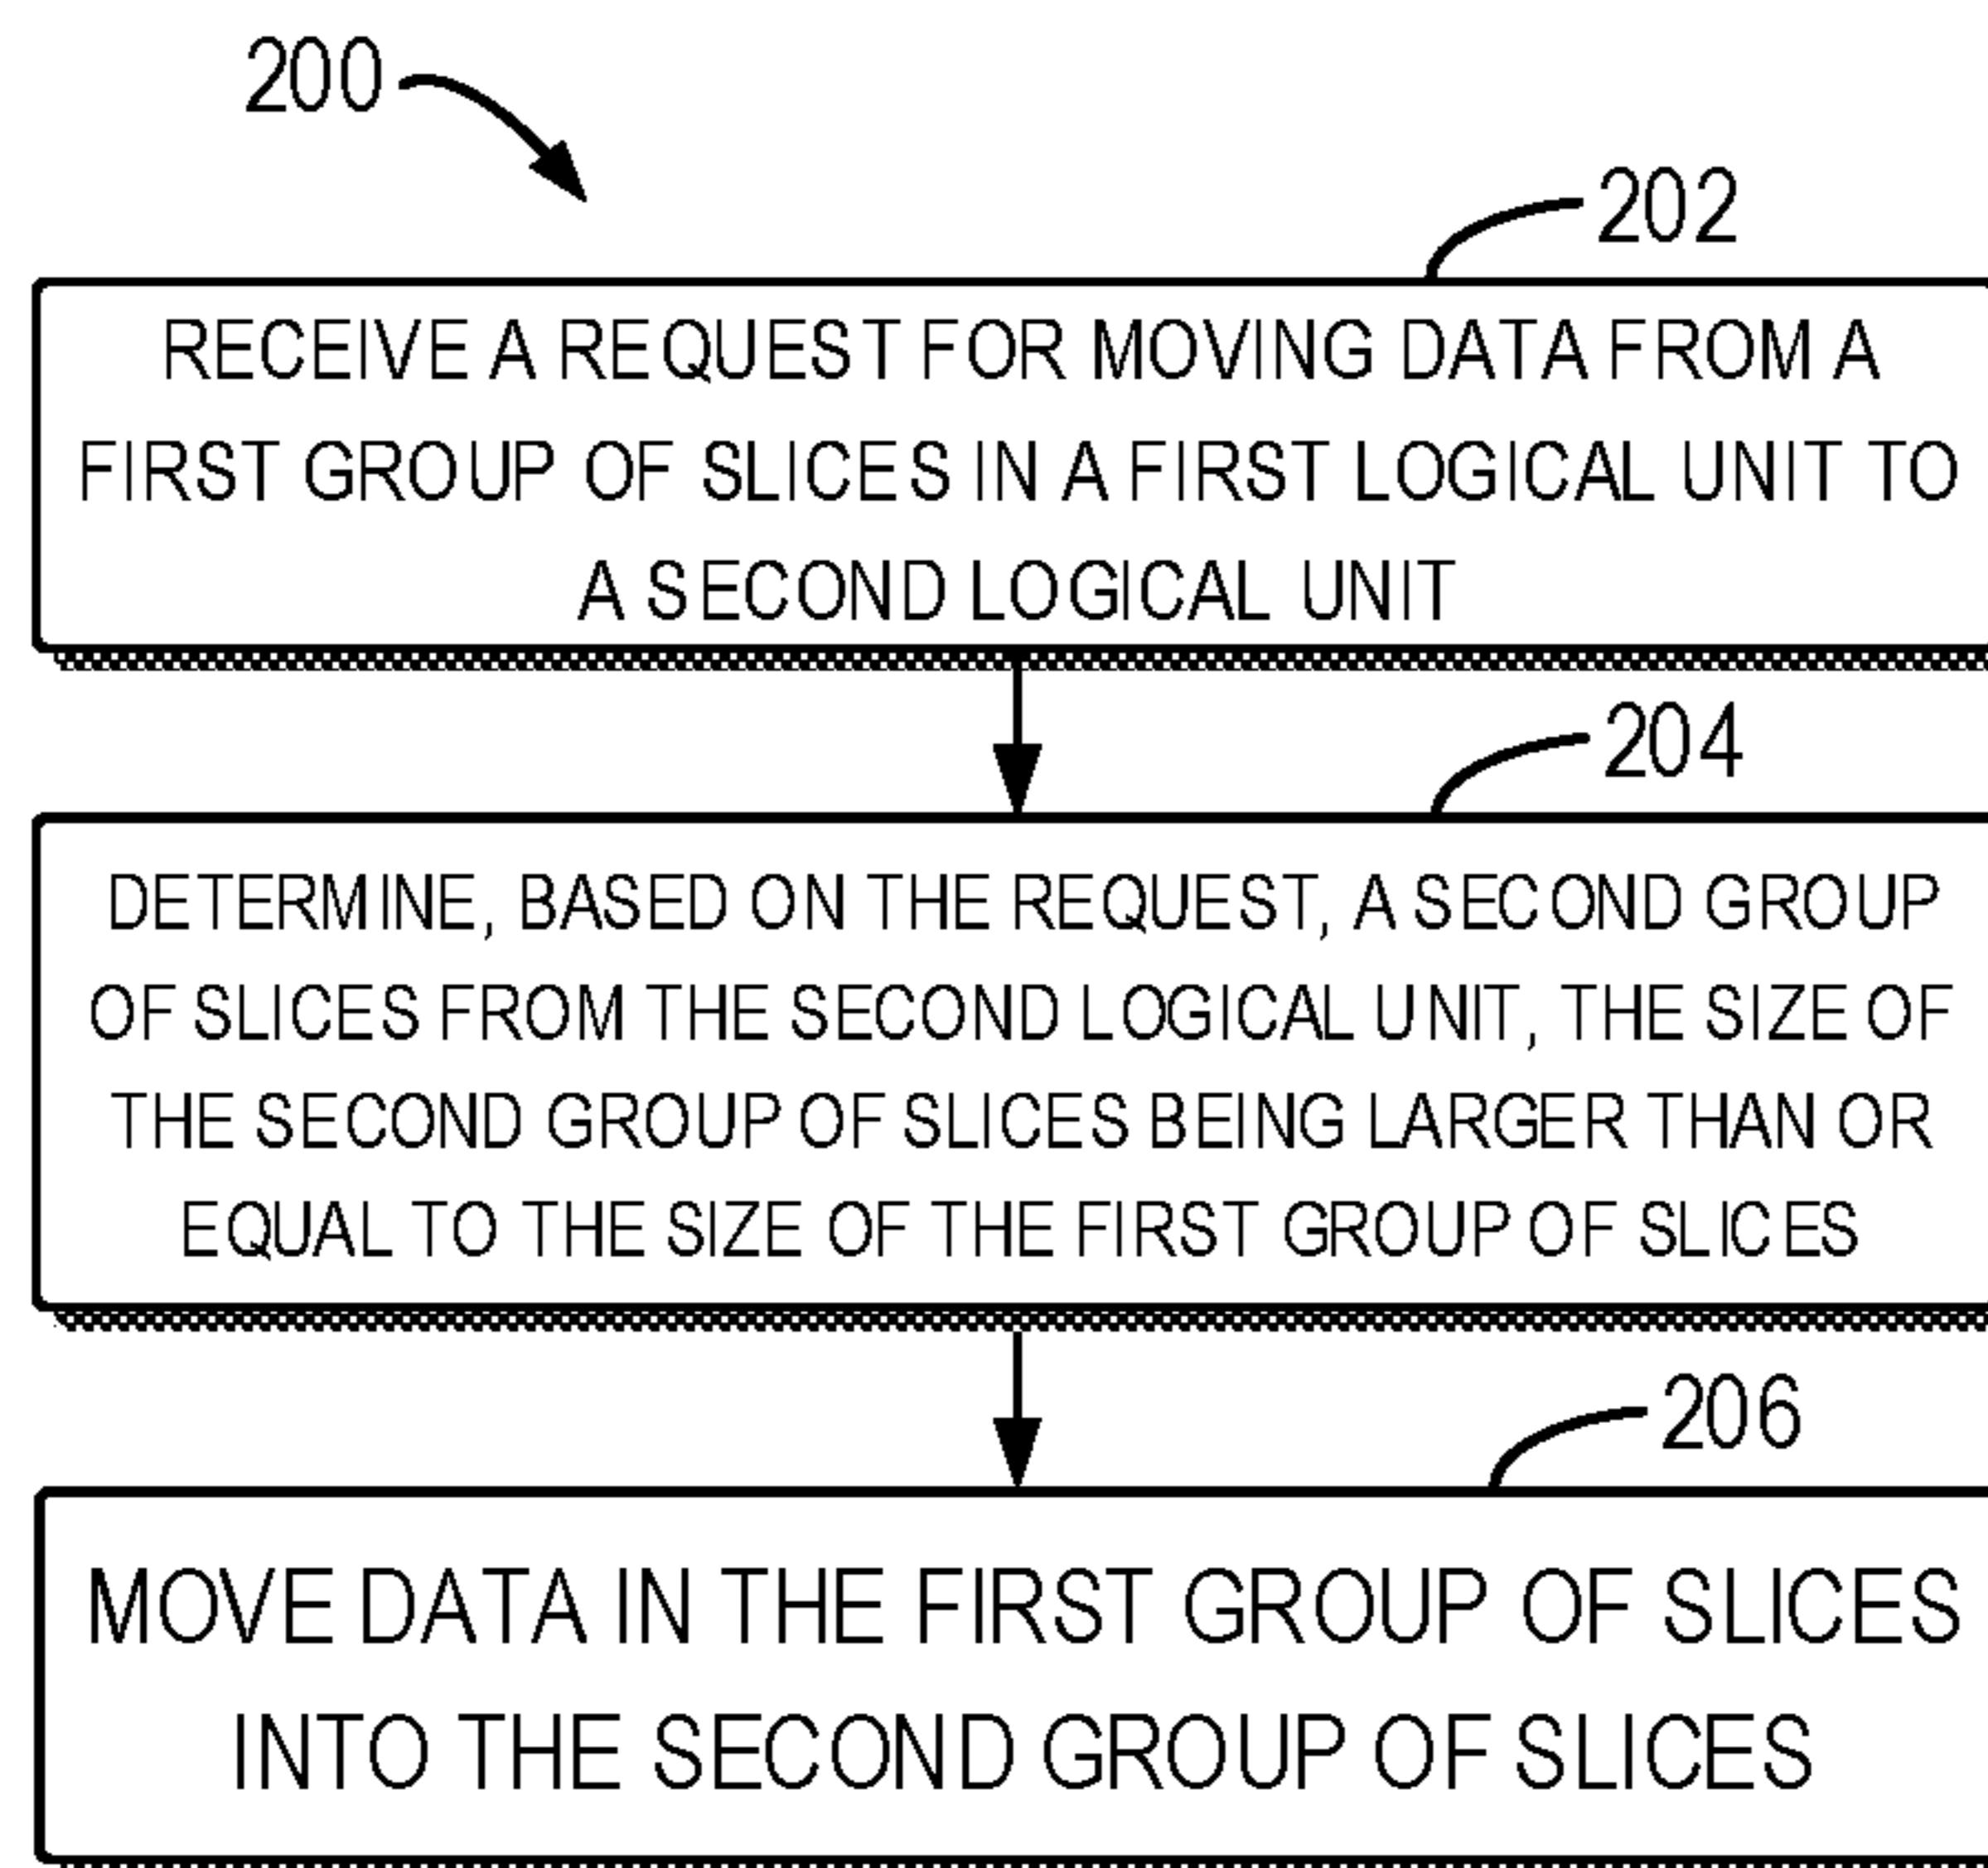 200
202
RECEIVE A REQUEST FOR MOVING DATA FROM A
FIRST GROUP OF SLICES IN A FIRST LOGICAL UNIT TO
A SECOND LOGICAL UNIT
204
DETERMINE, BASED ON THE REQUEST, A SECOND GROUP
OF SLICES FROM THE SECOND LOGICAL UNIT, THE SIZE OF
THE SECOND GROUP OF SLICES BEING LARGER THAN OR
EQUAL TO THE SIZE OF THE FIRST GROUP OF SLICES
206
MOVE DATA IN THE FIRST GROUP OF SLICES
INTO THE SECOND GROUP OF SLICES